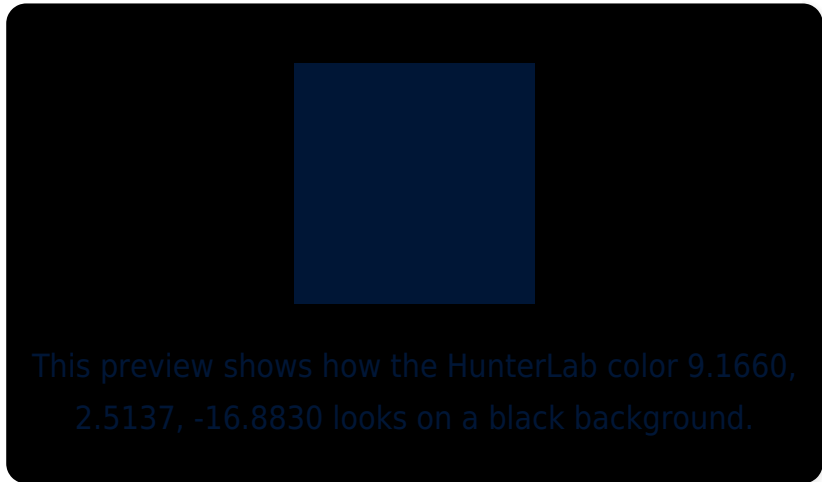 This preview shows how the HunterLab color 9.1660,
2.5137, -16.8830 looks on a black background.